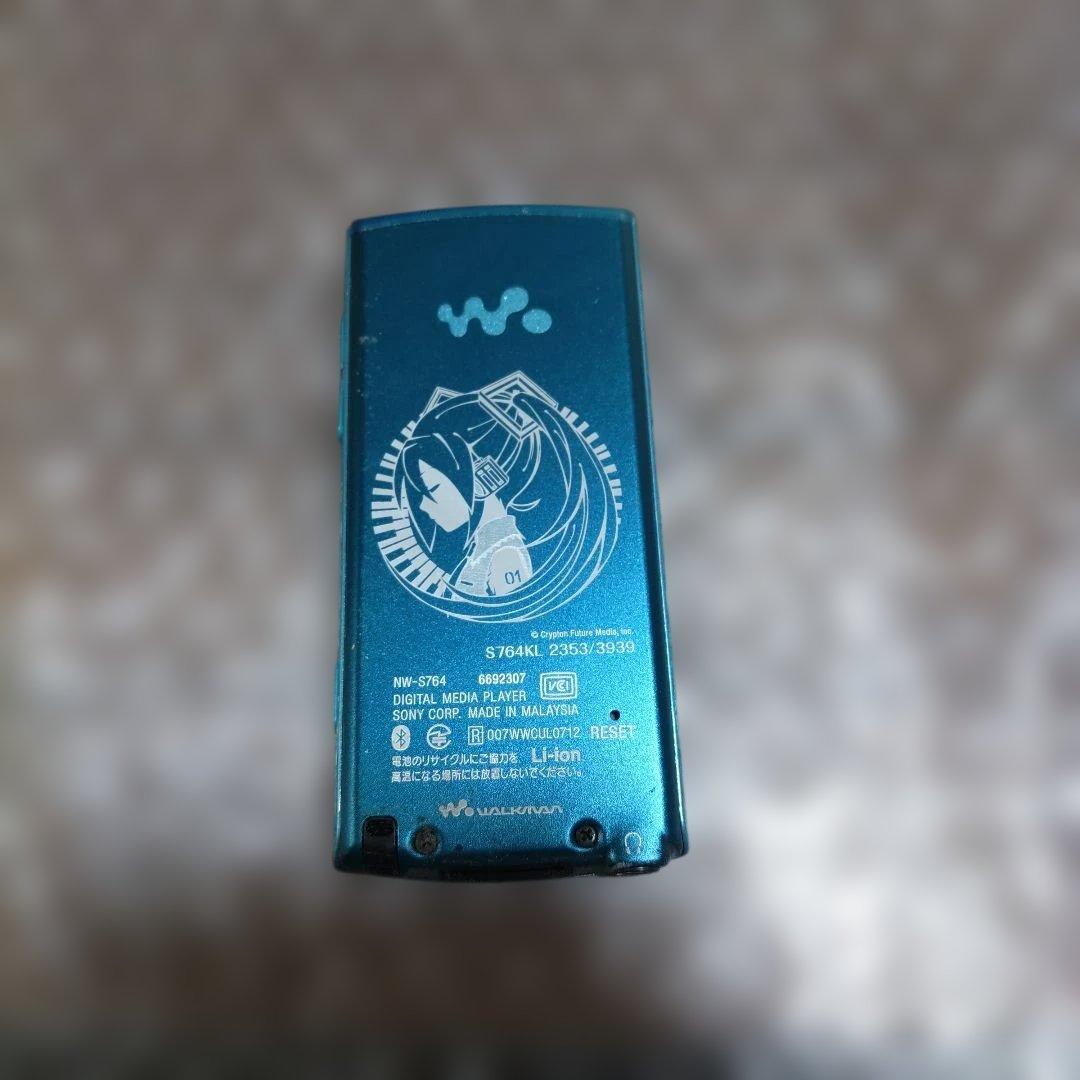 01
© Crypton Future Media, Inc.
S764KL 2353/3939
NW-S764 6692307
VCI
DIGITAL MEDIA PLAYER
SONY CORP. MADE IN MALAYSIA
R 007WWCUL0712 RESET
電池のリサイクルにご協力を Li-ion
高温になる場所には放置しないでください。
WALKMAN